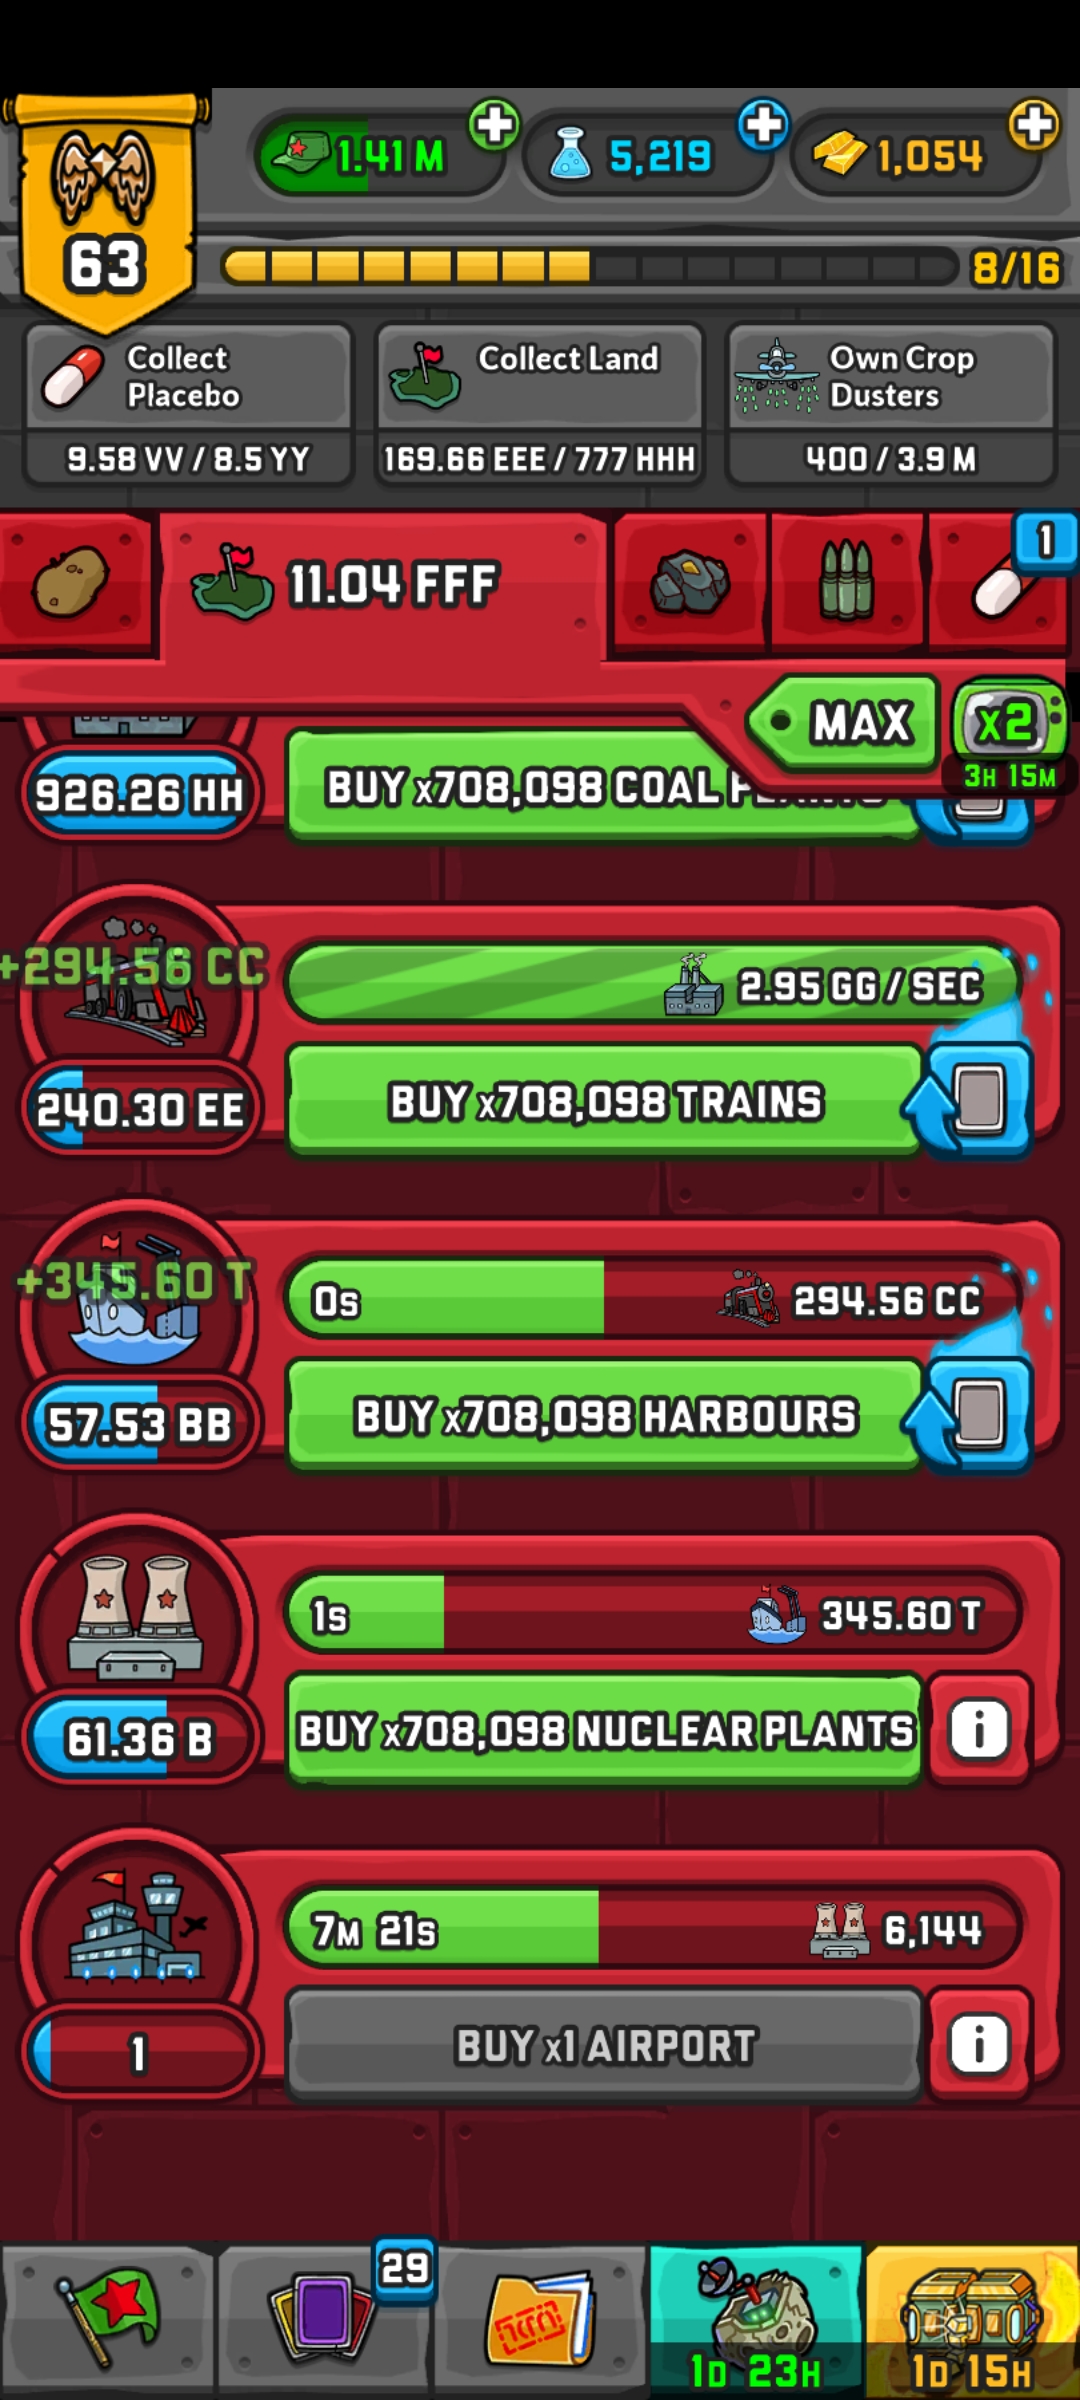 1.41 M
5,219
1,054
63
8/16
Collect Placebo
9.58 VV / 8.5 YY
Collect Land
169.66 EEE / 777 HHH
Own Crop Dusters
400 / 3.9 M
11.04 FFF
1
MAX
x2
3H 15M
926.26 HH
BUY x708,098 COAL PLANTS
+294.56 CC
2.95 GG / SEC
240.30 EE
BUY x708,098 TRAINS
+345.60 T
0s
294.56 CC
57.53 BB
BUY x708,098 HARBOURS
1s
345.60 T
61.36 B
BUY x708,098 NUCLEAR PLANTS
i
7M 21s
6,144
1
BUY x1 AIRPORT
i
29
1D 23H
1D 15H